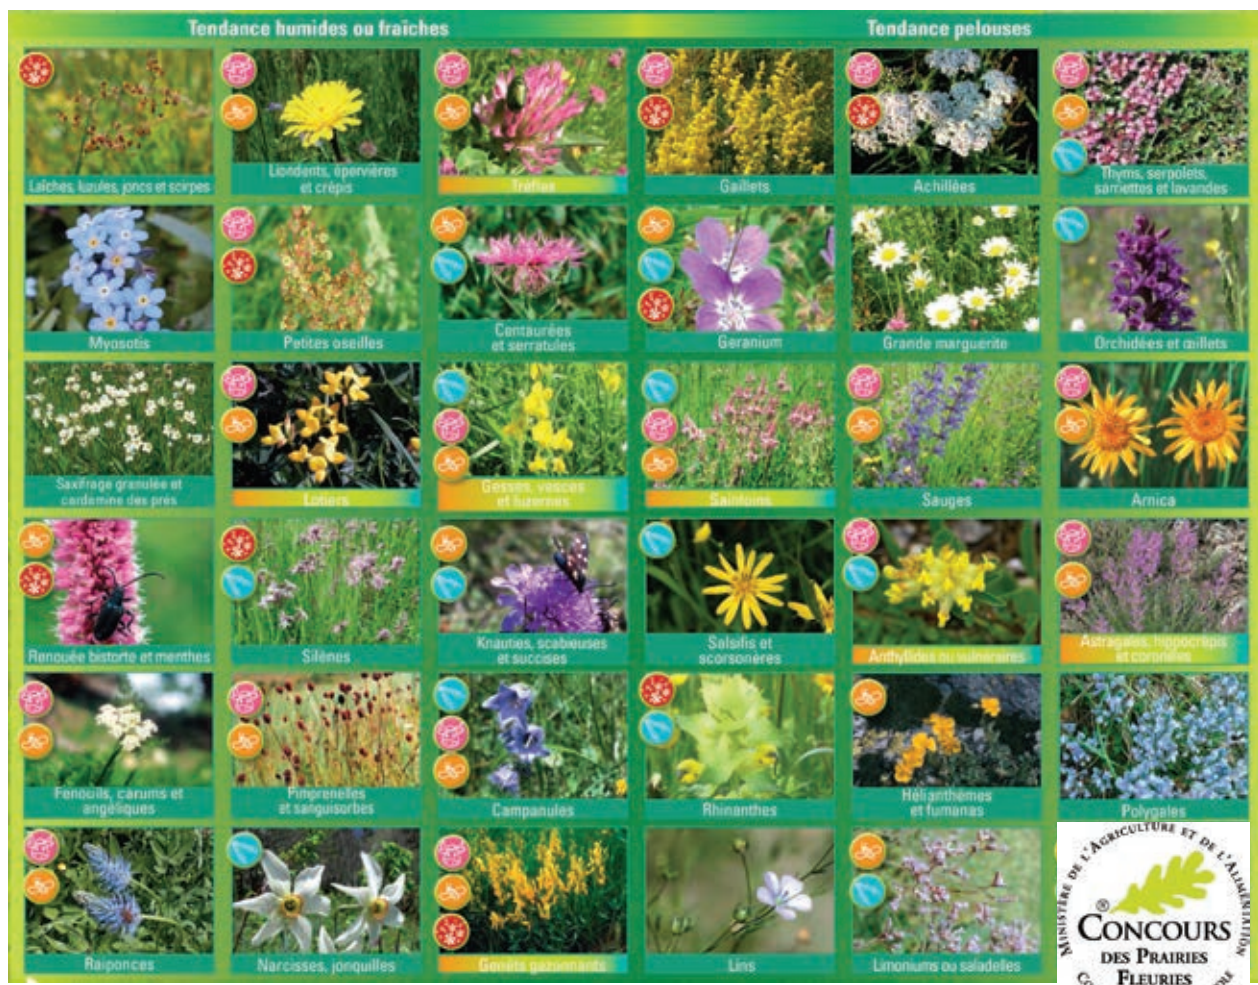 Tendance humides ou fraîches
Tendance pelouses
Laîches, luzules, joncs et scirpes
Liondents, épervières
et crépis
Trèfles
Gaillets
Achillées
Thyms, serpolets,
sarriettes et lavandes
Myosotis
Petites oseilles
Centaurées
et serratules
Geranium
Grande marguerite
Orchidées et œillets
Saxifrage granulée et
cardamine des prés
Lotiers
Gesses, vesces
et luzernes
Sainfoins
Sauges
Arnica
Renouée bistorte et menthes
Silènes
Knauties, scabieuses
et succises
Salsifis et
scorsonères
Anthyllides ou vulnéraires
Astragales, hippocrépis
et coronilles
Fenouils, carums et
angéliques
Pimprenelles
et sanguisorbes
Campanules
Rhinanthes
Hélianthèmes
et fumanas
Polygales
Raiponces
Narcisses, jonquilles
Genêts gazonnants
Lins
Limoniums ou saladelles
MINISTÈRE DE L'AGRICULTURE ET DE L'ALIMENTATION
®
CONCOURS
DES PRAIRIES
FLEURIES